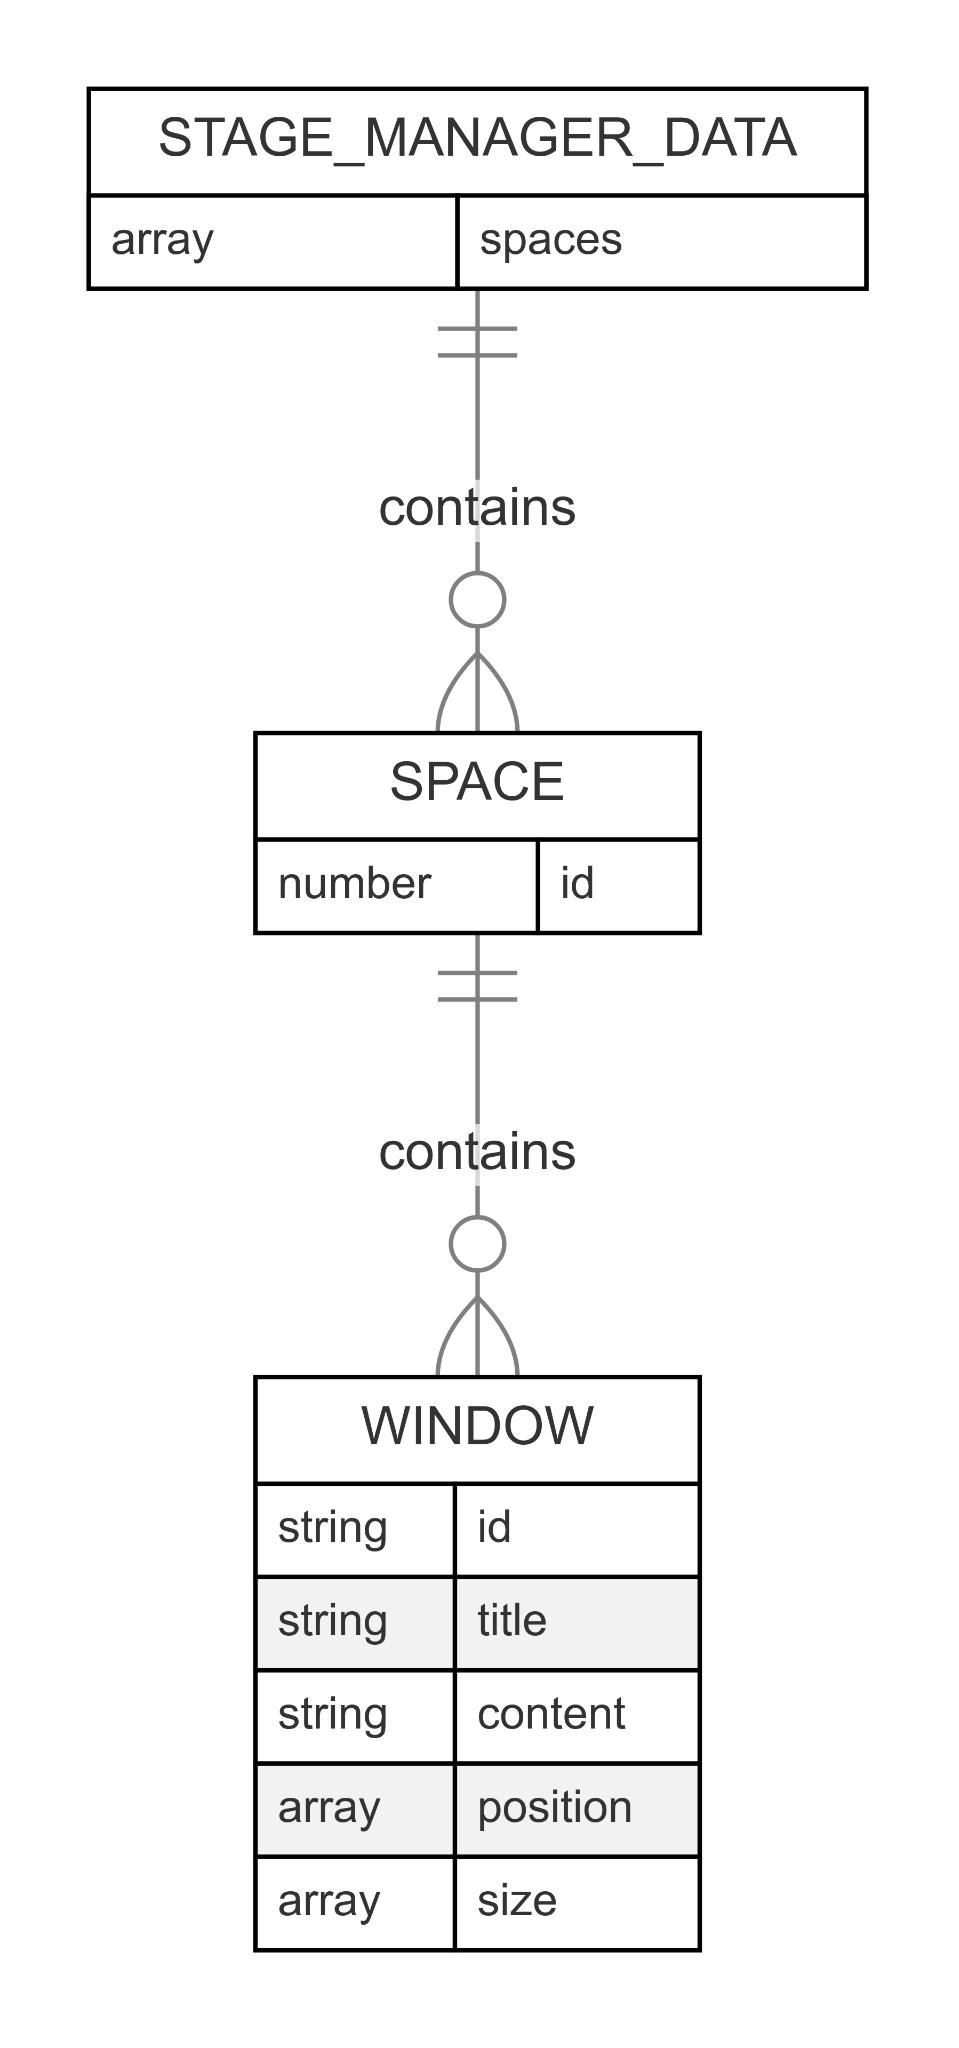 STAGE_MANAGER_DATA
array spaces
contains
SPACE
number id
contains
WINDOW
string id
string title
string content
array position
array size